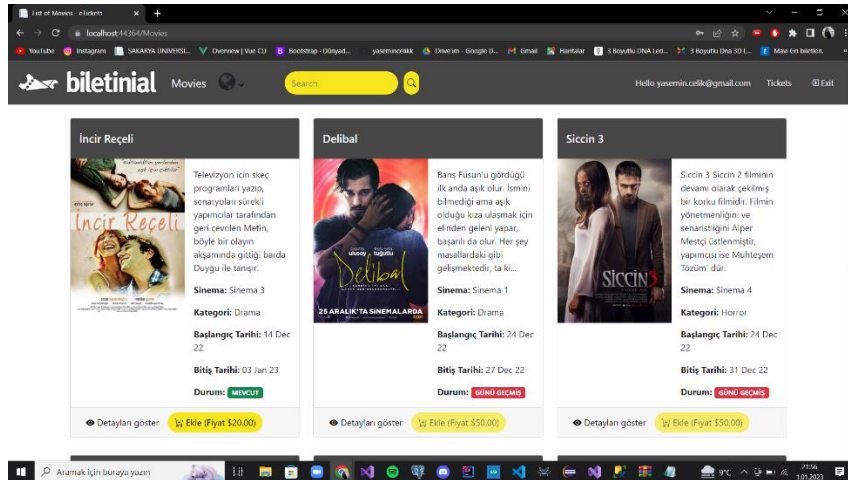 List of Movies - eTickets
localhost:44364/Movies
YouTube
Instagram
SAKARYA UNIVERSI...
Overview | Vue CLI
Bootstrap - Dünyad...
yaseminorlikk
Drive'ım - Google D...
Gmail
Haritalar
3 Boyutlu DNA Led...
3 Boyutlu Dna 3D L...
biletinial
Movies
Search
Hello yasemin.celik@gmail.com
Tickets
Exit
İncir Reçeli
İncir Reçeli
Televizyon için skeç
programları yazıp,
senaryoları sürekli
yapımcılar tarafından
geri çevrilen Metin,
böyle bir olayın
akşamında gittiği barda
Duygu ile tanışır.
Sinema: Sinema 3
Kategori: Drama
Başlangıç Tarihi: 14 Dec
22
Bitiş Tarihi: 03 Jan 23
Durum: MEVCUT
Detayları göster
Ekle (Fiyat $20.00)
Delibal
ulusoy tuğutlu
Delibal
25 ARALIK'TA SİNEMALARDA
Barış Füsun'u gördüğü
ilk anda aşık olur. İsmini
bilmediği ama aşık
olduğu kıza ulaşmak için
elinden geleni yapar,
başarılı da olur. Her şey
masallardaki gibi
gelişmektedir, ta ki...
Sinema: Sinema 1
Kategori: Drama
Başlangıç Tarihi: 24 Dec
22
Bitiş Tarihi: 27 Dec 22
Durum: GÜNÜ GEÇMİŞ
Detayları göster
Ekle (Fiyat $50.00)
Siccin 3
SICCÎN3
Siccin 3 Siccin 2 filminin
devamı olarak çekilmiş
bir korku filmidir. Filmin
yönetmenliğini ve
senaristliğini Alper
Mestçi üstlenmiştir,
yapımcısı ise Muhteşem
Tözüm' dür.
Sinema: Sinema 4
Kategori: Horror
Başlangıç Tarihi: 24 Dec
22
Bitiş Tarihi: 31 Dec 22
Durum: GÜNÜ GEÇMİŞ
Detayları göster
Ekle (Fiyat $50.00)
Aramak için buraya yazın
9°C
21:56
1.01.2023